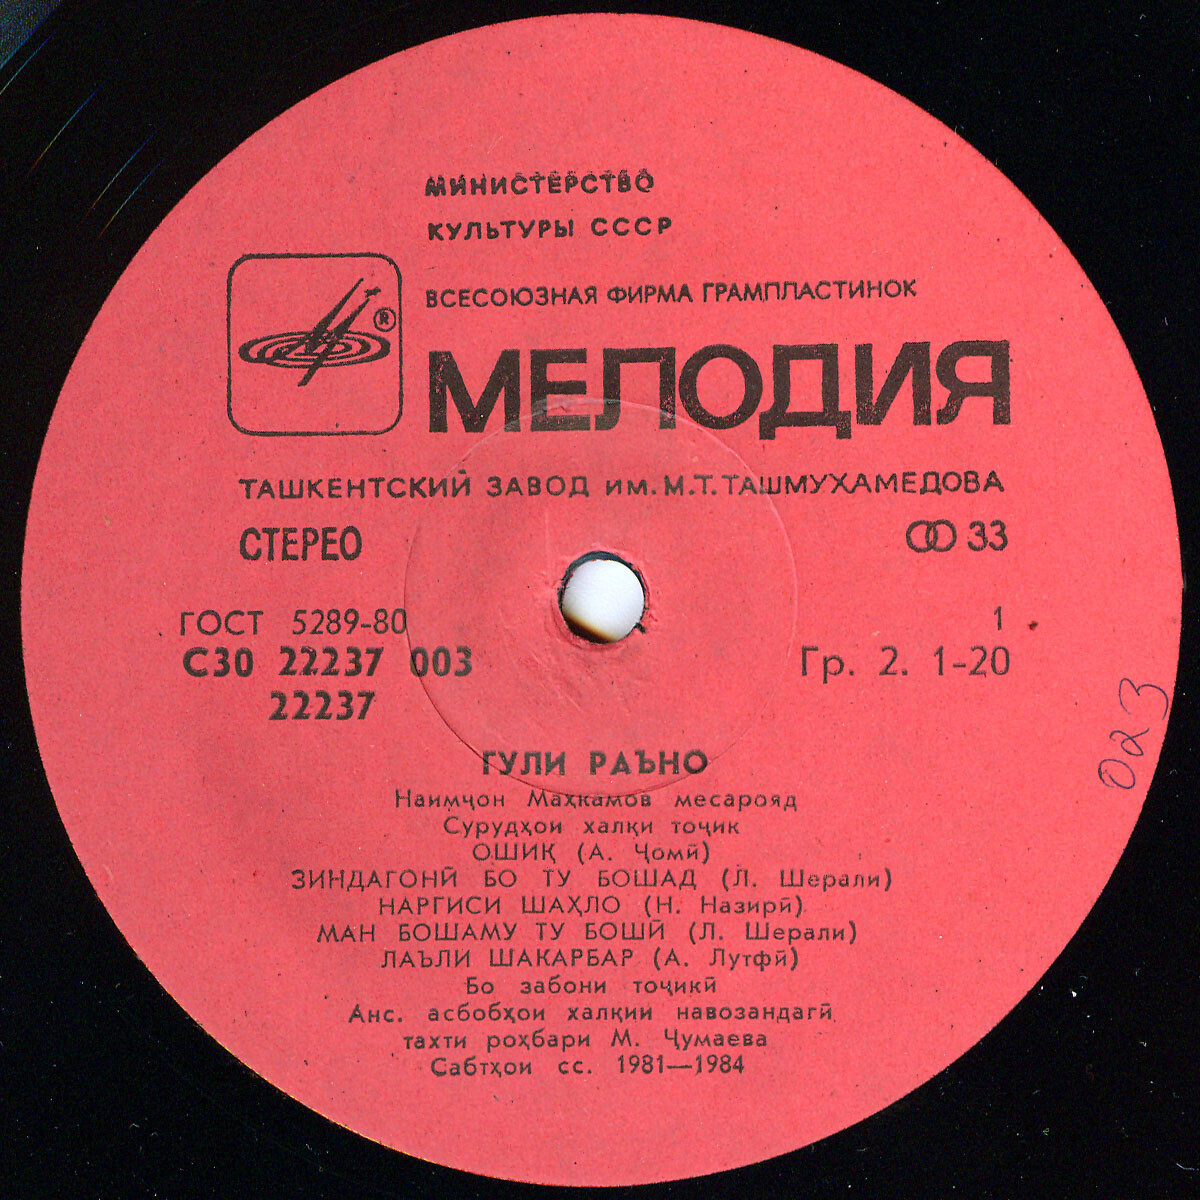 МИНИСТЕРСТВО
КУЛЬТУРЫ СССР
ВСЕСОЮЗНАЯ ФИРМА ГРАМПЛАСТИНОК
®
МЕЛОДИЯ
ТАШКЕНТСКИЙ ЗАВОД им. М.Т. ТАШМУХАМЕДОВА
СТЕРЕО 33
ГОСТ 5289-80 1
С30 22237 003 Гр. 2. 1-20
22237
023
ГУЛИ РАЪНО
Наимҷон Маҳкамов месарояд
Сурудҳои халқи тоҷик
ОШИҚ (А. Ҷомӣ)
ЗИНДАГОНӢ БО ТУ БОШАД (Л. Шерали)
НАРГИСИ ШАҲЛО (Н. Назирӣ)
МАН БОШАМУ ТУ БОШӢ (Л. Шерали)
ЛАЪЛИ ШАКАРБАР (А. Лутфӣ)
Бо забони тоҷикӣ
Анс. асбобҳои халқии навозандагӣ
тахти роҳбари М. Ҷумаева
Сабтҳои сс. 1981—1984